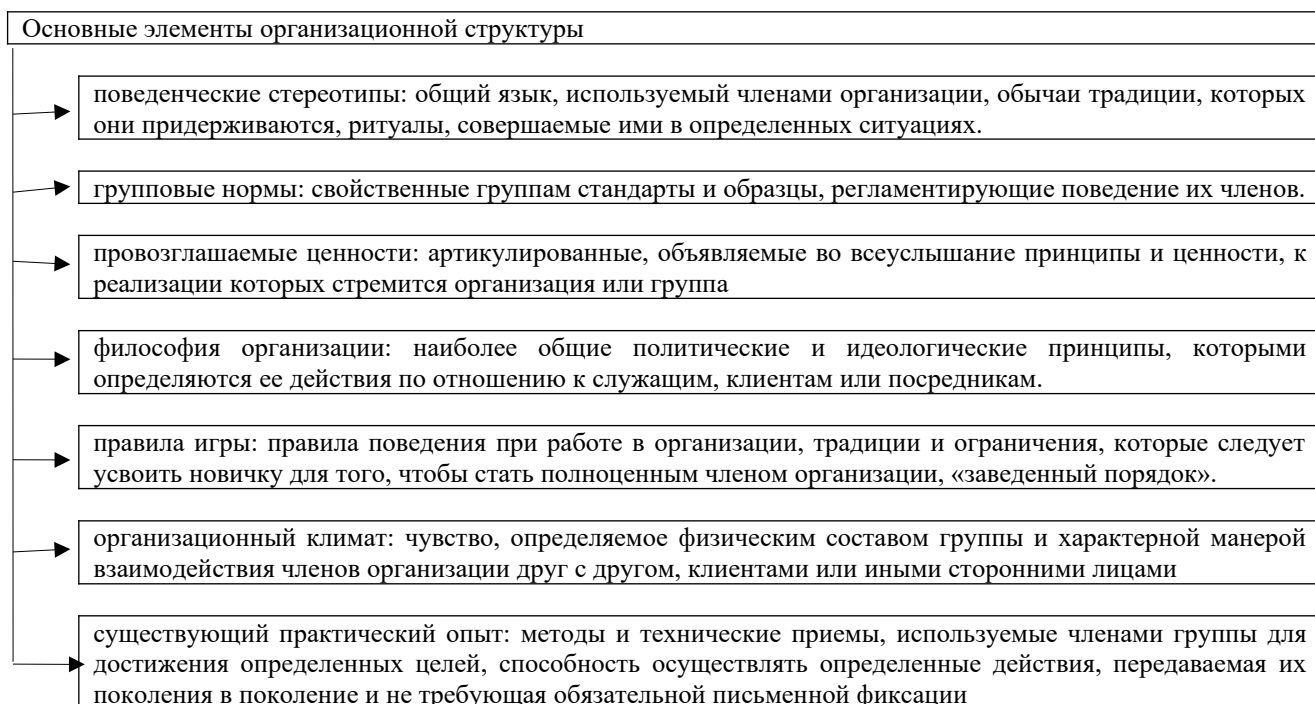 Основные элементы организационной структуры
поведенческие стереотипы: общий язык, используемый членами организации, обычаи традиции, которых
они придерживаются, ритуалы, совершаемые ими в определенных ситуациях.
групповые нормы: свойственные группам стандарты и образцы, регламентирующие поведение их членов.
провозглашаемые ценности: артикулированные, объявляемые во всеуслышание принципы и ценности, к
реализации которых стремится организация или группа
философия организации: наиболее общие политические и идеологические принципы, которыми
определяются ее действия по отношению к служащим, клиентам или посредникам.
правила игры: правила поведения при работе в организации, традиции и ограничения, которые следует
усвоить новичку для того, чтобы стать полноценным членом организации, «заведенный порядок».
организационный климат: чувство, определяемое физическим составом группы и характерной манерой
взаимодействия членов организации друг с другом, клиентами или иными сторонними лицами
существующий практический опыт: методы и технические приемы, используемые членами группы для
достижения определенных целей, способность осуществлять определенные действия, передаваемая их
поколения в поколение и не требующая обязательной письменной фиксации